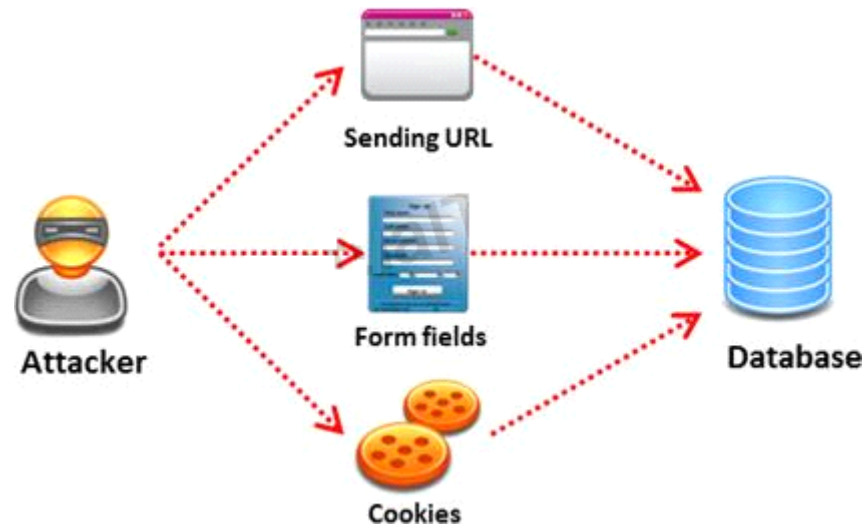 Sending URL
Attacker
Form fields
Database
Cookies